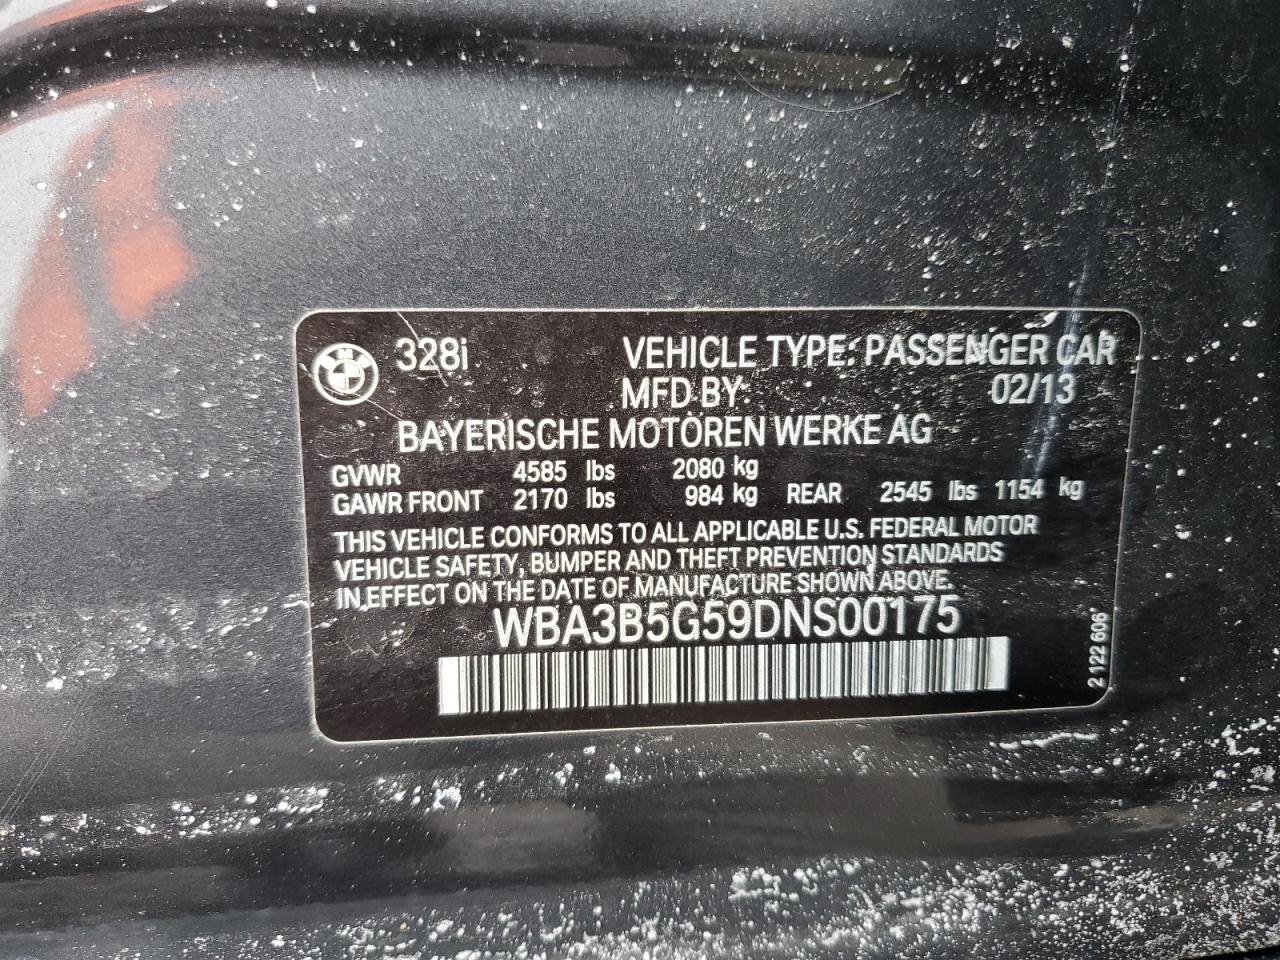 328i VEHICLE TYPE: PASSENGER CAR
MFD BY: 02/13
BAYERISCHE MOTOREN WERKE AG
GVWR 4585 lbs 2080 kg
GAWR FRONT 2170 lbs 984 kg REAR 2545 lbs 1154 kg
THIS VEHICLE CONFORMS TO ALL APPLICABLE U.S. FEDERAL MOTOR
VEHICLE SAFETY, BUMPER AND THEFT PREVENTION STANDARDS
IN EFFECT ON THE DATE OF MANUFACTURE SHOWN ABOVE.
WBA3B5G59DNS00175
2 122 606